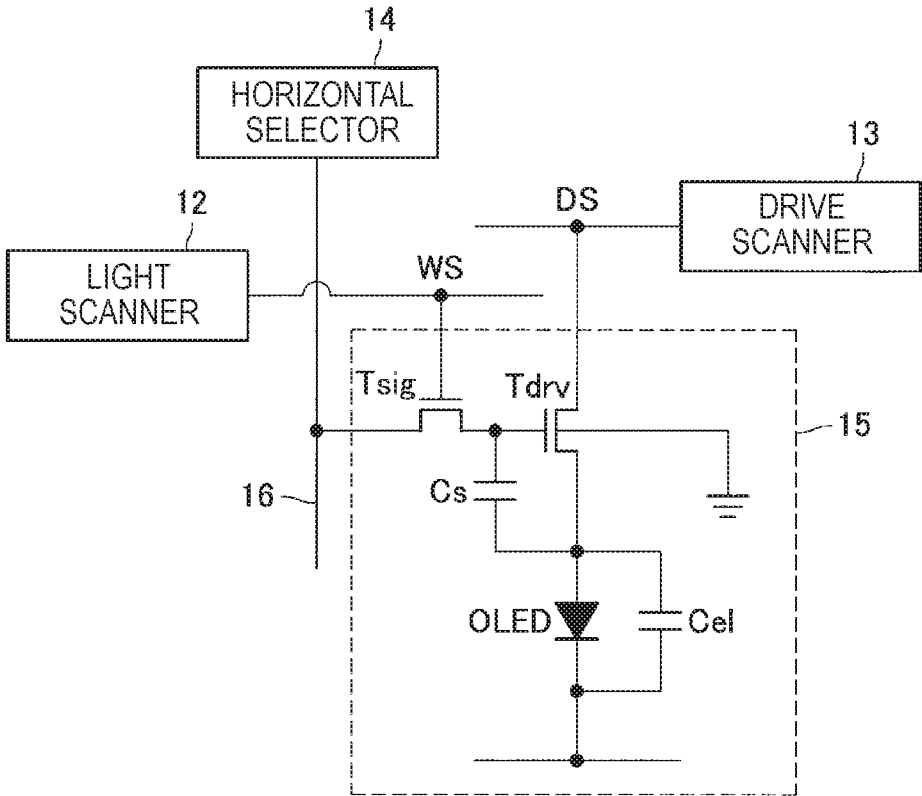 14
HORIZONTAL
SELECTOR
13
DS
DRIVE
SCANNER
12
WS
LIGHT
SCANNER
Tsig
Tdrv
15
16
Cs
OLED
Cel